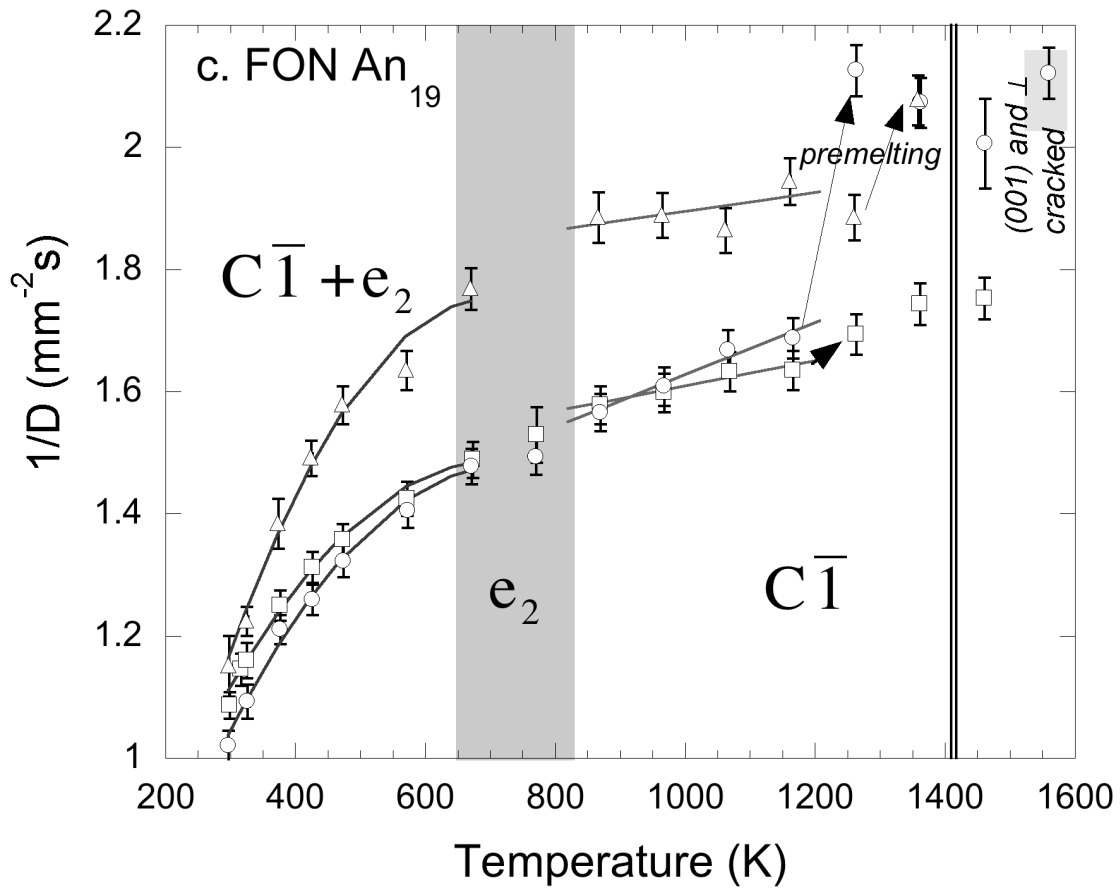 c. FON An₁₉
2.2
2
1.8
1.6
1.4
1.2
1
1/D (mm⁻²s)
C1̅ + e₂
e₂
C1̅
premelting
(001) and ⊥
cracked
200
400
600
800
1000
1200
1400
1600
Temperature (K)